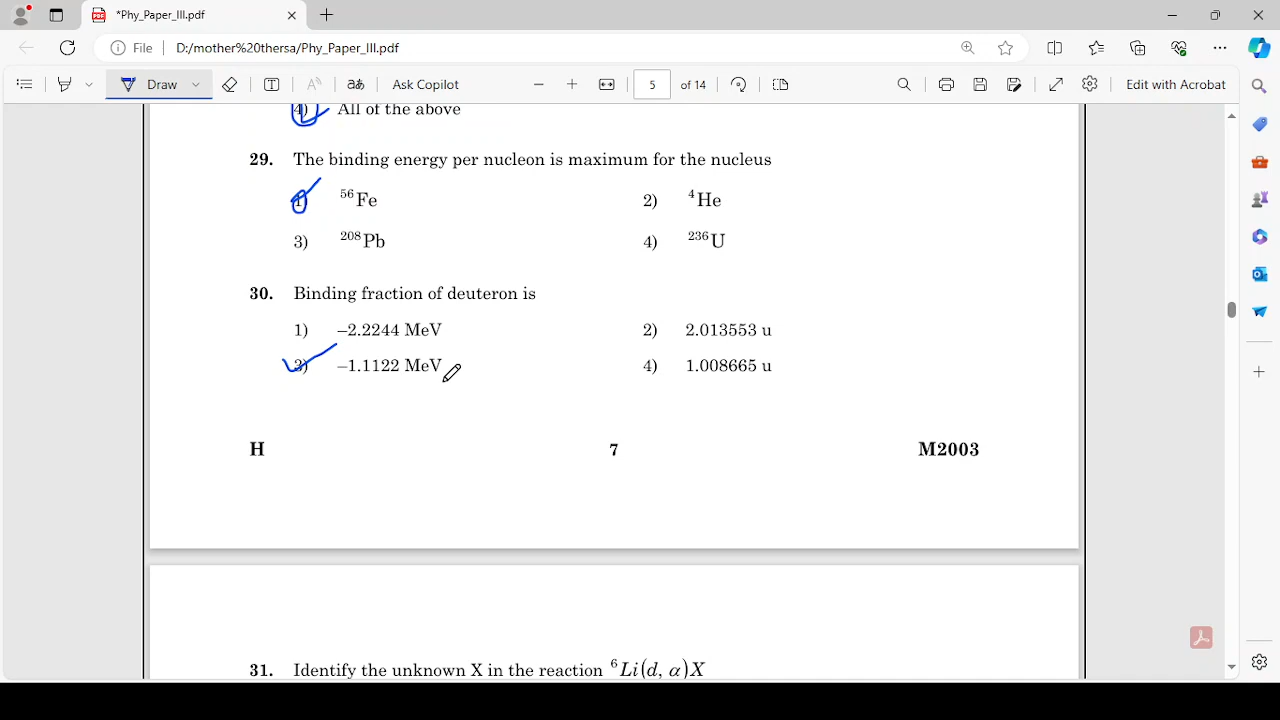 *Phy_Paper_III.pdf
File D:/mother%20thersa/Phy_Paper_III.pdf
Draw Ask Copilot 5 of 14 Edit with Acrobat
4) All of the above
29. The binding energy per nucleon is maximum for the nucleus
1) ⁵⁶Fe 2) ⁴He
3) ²⁰⁸Pb 4) ²³⁶U
30. Binding fraction of deuteron is
1) –2.2244 MeV 2) 2.013553 u
3) –1.1122 MeV 4) 1.008665 u
H 7 M2003
31. Identify the unknown X in the reaction ⁶Li(d, α)X